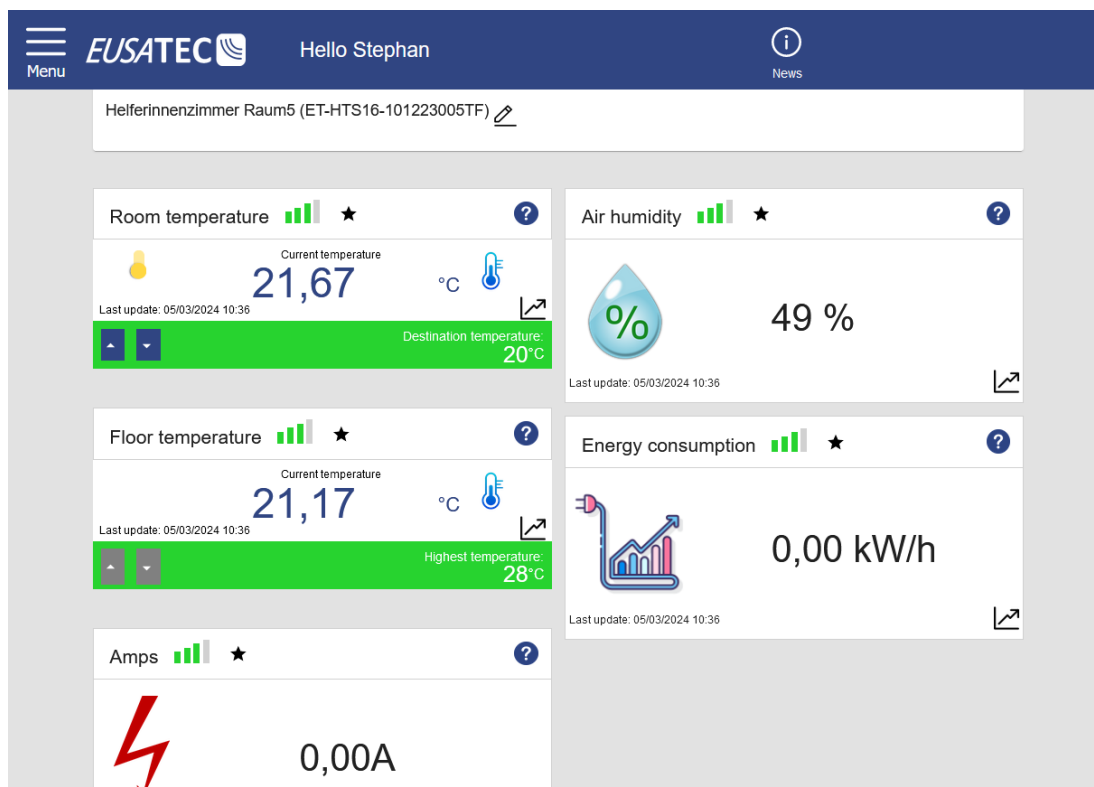 Menu
EUSATEC
Hello Stephan
News
Helferinnenzimmer Raum5 (ET-HTS16-101223005TF)
Room temperature
?
Current temperature
21,67 °C
Last update: 05/03/2024 10:36
Destination temperature:
20°C
Air humidity
?
%
49 %
Last update: 05/03/2024 10:36
Floor temperature
?
Current temperature
21,17 °C
Last update: 05/03/2024 10:36
Highest temperature:
28°C
Energy consumption
?
0,00 kW/h
Last update: 05/03/2024 10:36
Amps
?
0,00A